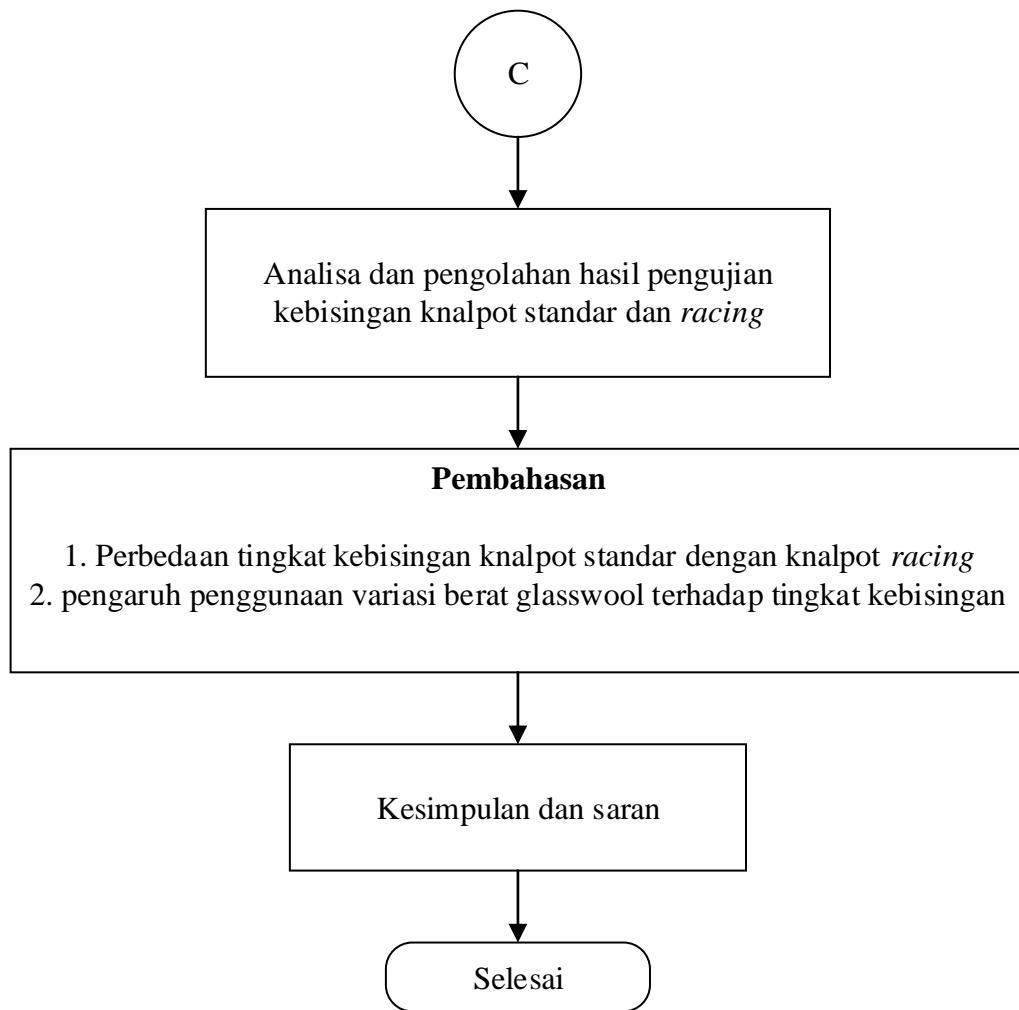 C
Analisa dan pengolahan hasil pengujian
kebisingan knalpot standar dan racing
Pembahasan
1. Perbedaan tingkat kebisingan knalpot standar dengan knalpot racing
2. pengaruh penggunaan variasi berat glasswool terhadap tingkat kebisingan
Kesimpulan dan saran
Selesai